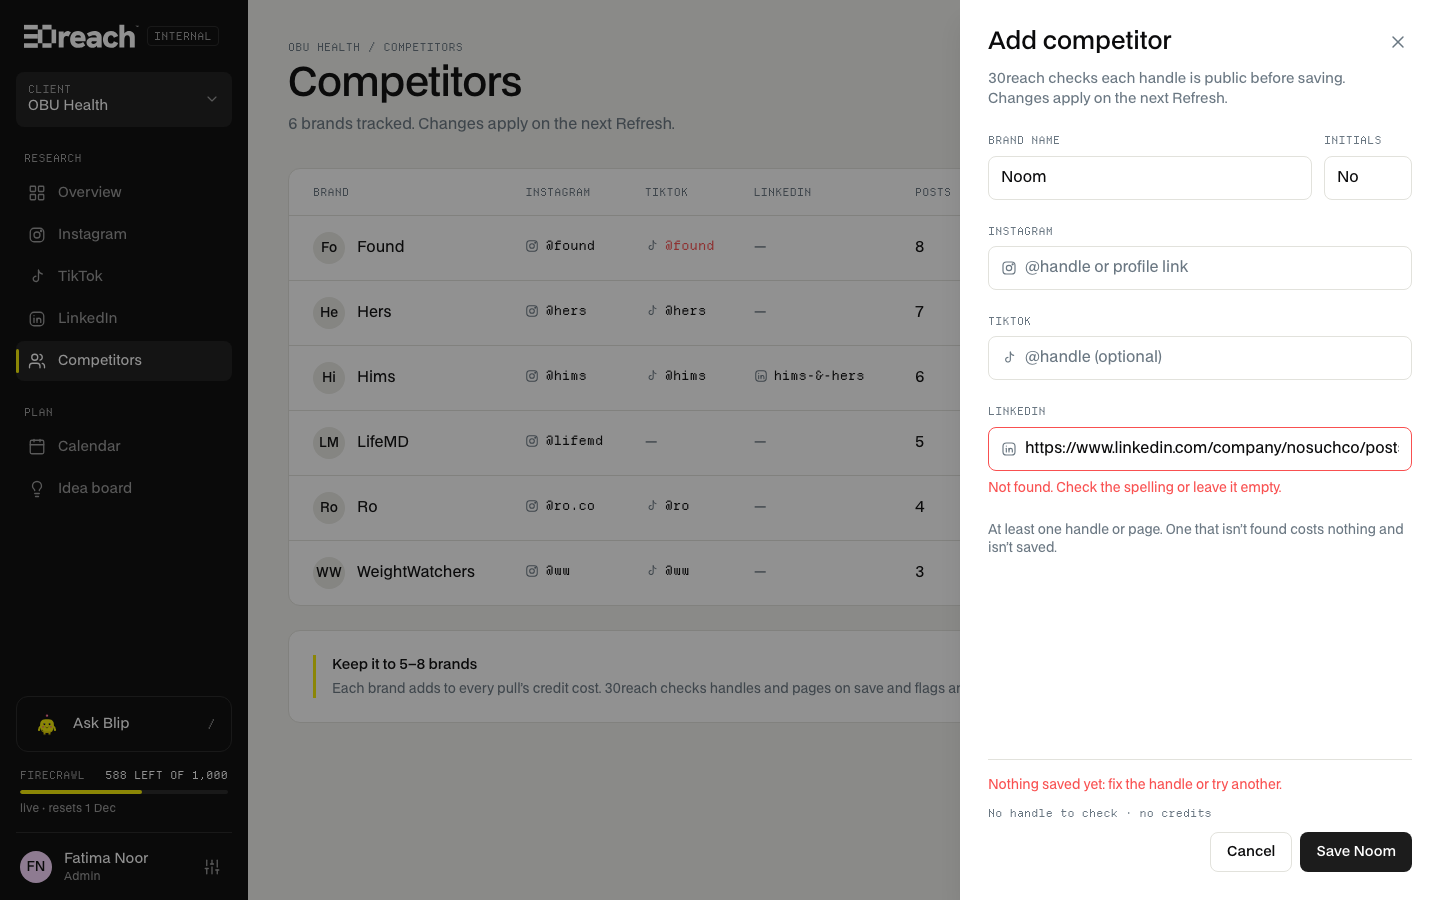 30reach INTERNAL
CLIENT
OBU Health
RESEARCH
Overview
Instagram
TikTok
LinkedIn
Competitors
PLAN
Calendar
Idea board
Ask Blip /
FIRECRAWL 588 LEFT OF 1,000
live · resets 1 Dec
FN Fatima Noor
Admin
OBU HEALTH / COMPETITORS
Competitors
6 brands tracked. Changes apply on the next Refresh.
BRAND INSTAGRAM TIKTOK LINKEDIN POSTS
Fo Found @found @found — 8
He Hers @hers @hers — 7
Hi Hims @hims @hims hims-&-hers 6
LM LifeMD @lifemd — — 5
Ro Ro @ro.co @ro — 4
WW WeightWatchers @ww @ww — 3
Keep it to 5–8 brands
Each brand adds to every pull's credit cost. 30reach checks handles and pages on save and flags
Add competitor
30reach checks each handle is public before saving.
Changes apply on the next Refresh.
BRAND NAME INITIALS
Noom No
INSTAGRAM
@handle or profile link
TIKTOK
@handle (optional)
LINKEDIN
https://www.linkedin.com/company/nosuchco/posts
Not found. Check the spelling or leave it empty.
At least one handle or page. One that isn't found costs nothing and
isn't saved.
Nothing saved yet: fix the handle or try another.
No handle to check · no credits
Cancel Save Noom